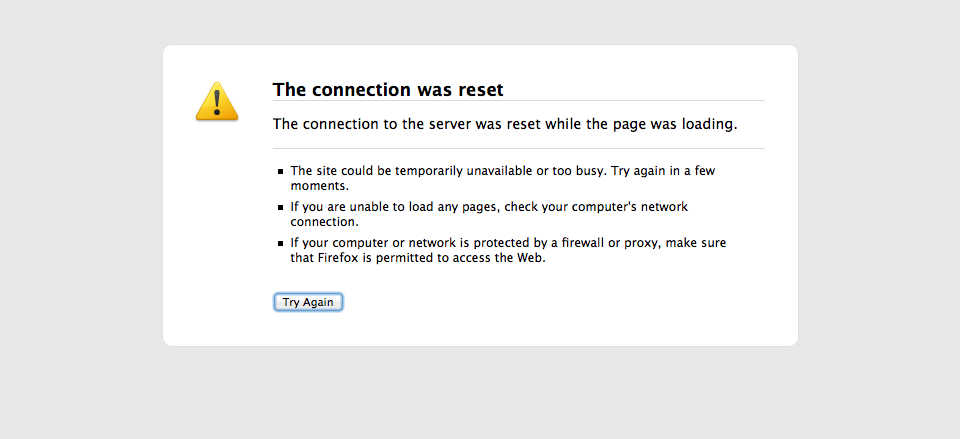 The connection was reset
The connection to the server was reset while the page was loading.
The site could be temporarily unavailable or too busy. Try again in a few
moments.
If you are unable to load any pages, check your computer's network
connection.
If your computer or network is protected by a firewall or proxy, make sure
that Firefox is permitted to access the Web.
Try Again